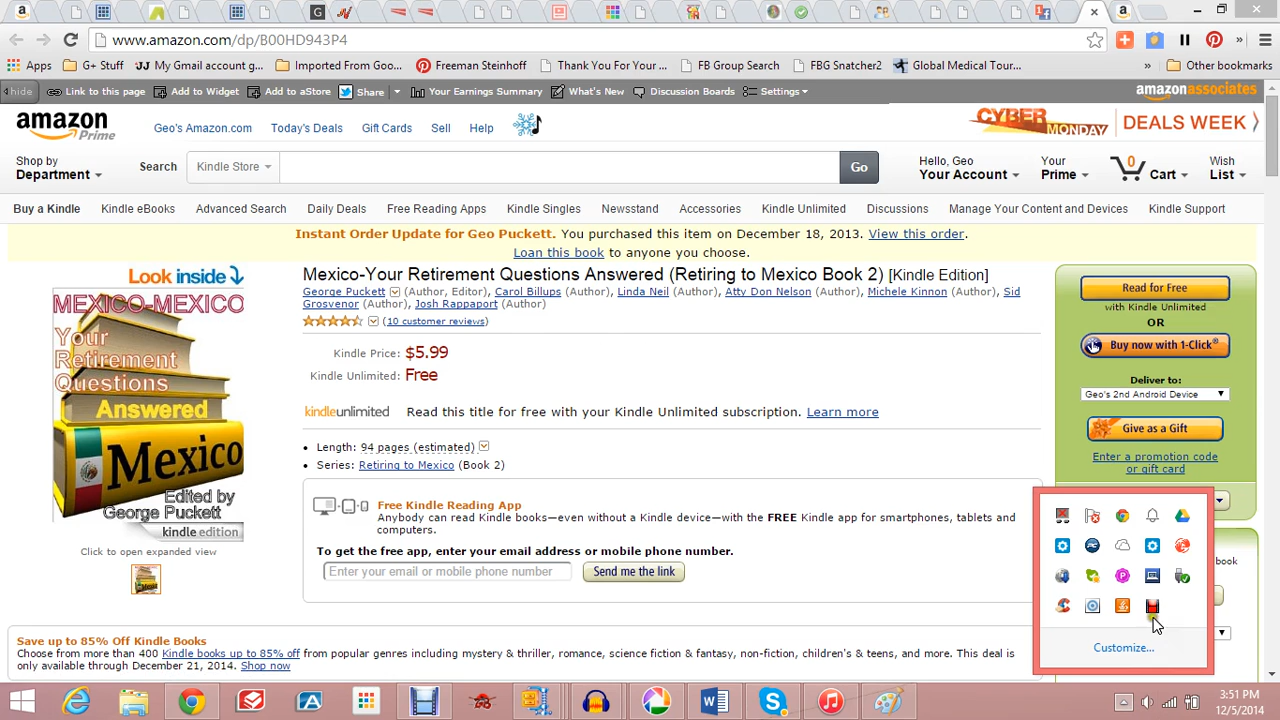 www.amazon.com/dp/B00HD943P4
Apps G+ Stuff My Gmail account g... Imported From Goo... Freeman Steinhoff Thank You For Your ... FB Group Search FBG Snatcher2 Global Medical Tour... » Other bookmarks
hide Link to this page Add to Widget Add to aStore Share Your Earnings Summary What's New Discussion Boards Settings amazonassociates
amazon Prime
Geo's Amazon.com Today's Deals Gift Cards Sell Help
CYBER MONDAY DEALS WEEK
Shop by Department
Search Kindle Store Go
Hello, Geo Your Account
Your Prime
0 Cart
Wish List
Buy a Kindle Kindle eBooks Advanced Search Daily Deals Free Reading Apps Kindle Singles Newsstand Accessories Kindle Unlimited Discussions Manage Your Content and Devices Kindle Support
Instant Order Update for Geo Puckett. You purchased this item on December 18, 2013. View this order.
Loan this book to anyone you choose.
Look inside
MEXICO-MEXICO
Your
Retirement
Questions
Answered
Mexico
Edited by
George Puckett
kindle edition
Click to open expanded view
Mexico-Your Retirement Questions Answered (Retiring to Mexico Book 2) [Kindle Edition]
George Puckett (Author, Editor), Carol Billups (Author), Linda Neil (Author), Atty Don Nelson (Author), Michele Kinnon (Author), Sid
Grosvenor (Author), Josh Rappaport (Author)
(10 customer reviews)
Kindle Price: $5.99
Kindle Unlimited: Free
kindleunlimited Read this title for free with your Kindle Unlimited subscription. Learn more
• Length: 94 pages (estimated)
• Series: Retiring to Mexico (Book 2)
Free Kindle Reading App
Anybody can read Kindle books—even without a Kindle device—with the FREE Kindle app for smartphones, tablets and
computers.
To get the free app, enter your email address or mobile phone number.
Enter your email or mobile phone number Send me the link
Read for Free
with Kindle Unlimited
OR
Buy now with 1-Click®
Deliver to:
Geo's 2nd Android Device
Give as a Gift
Enter a promotion code
or gift card
book
Customize...
Save up to 85% Off Kindle Books
Choose from more than 400 Kindle books up to 85% off from popular genres including mystery & thriller, romance, science fiction & fantasy, non-fiction, children's & teens, and more. This deal is
only available through December 21, 2014. Shop now
3:51 PM
12/5/2014